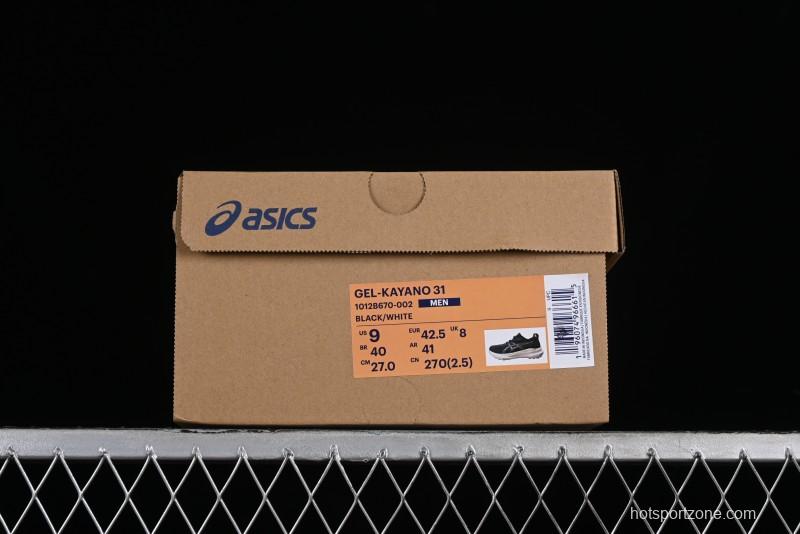 asics
GEL-KAYANO 31
1012B670-002 MEN
BLACK/WHITE
US 9 EUR 42.5 UK 8
BR 40 AR 41
CM 27.0 CN 270(2.5)
UPC
hotsportzone.com